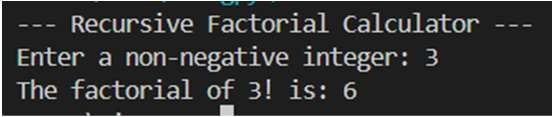 --- Recursive Factorial Calculator ---
Enter a non-negative integer: 3
The factorial of 3! is: 6